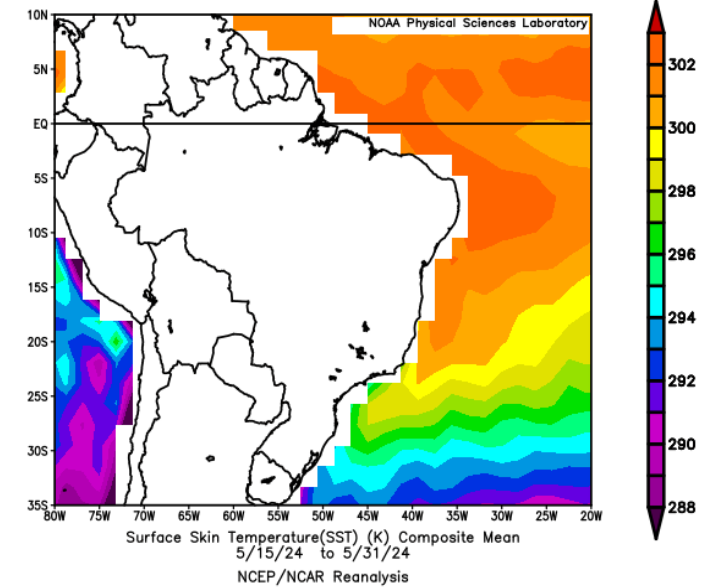 NOAA Physical Sciences Laboratory
10N
5N
EQ
5S
10S
15S
20S
25S
30S
35S
80W 75W 70W 65W 60W 55W 50W 45W 40W 35W 30W 25W 20W
302
300
298
296
294
292
290
288
Surface Skin Temperature(SST) (K) Composite Mean
5/15/24 to 5/31/24
NCEP/NCAR Reanalysis